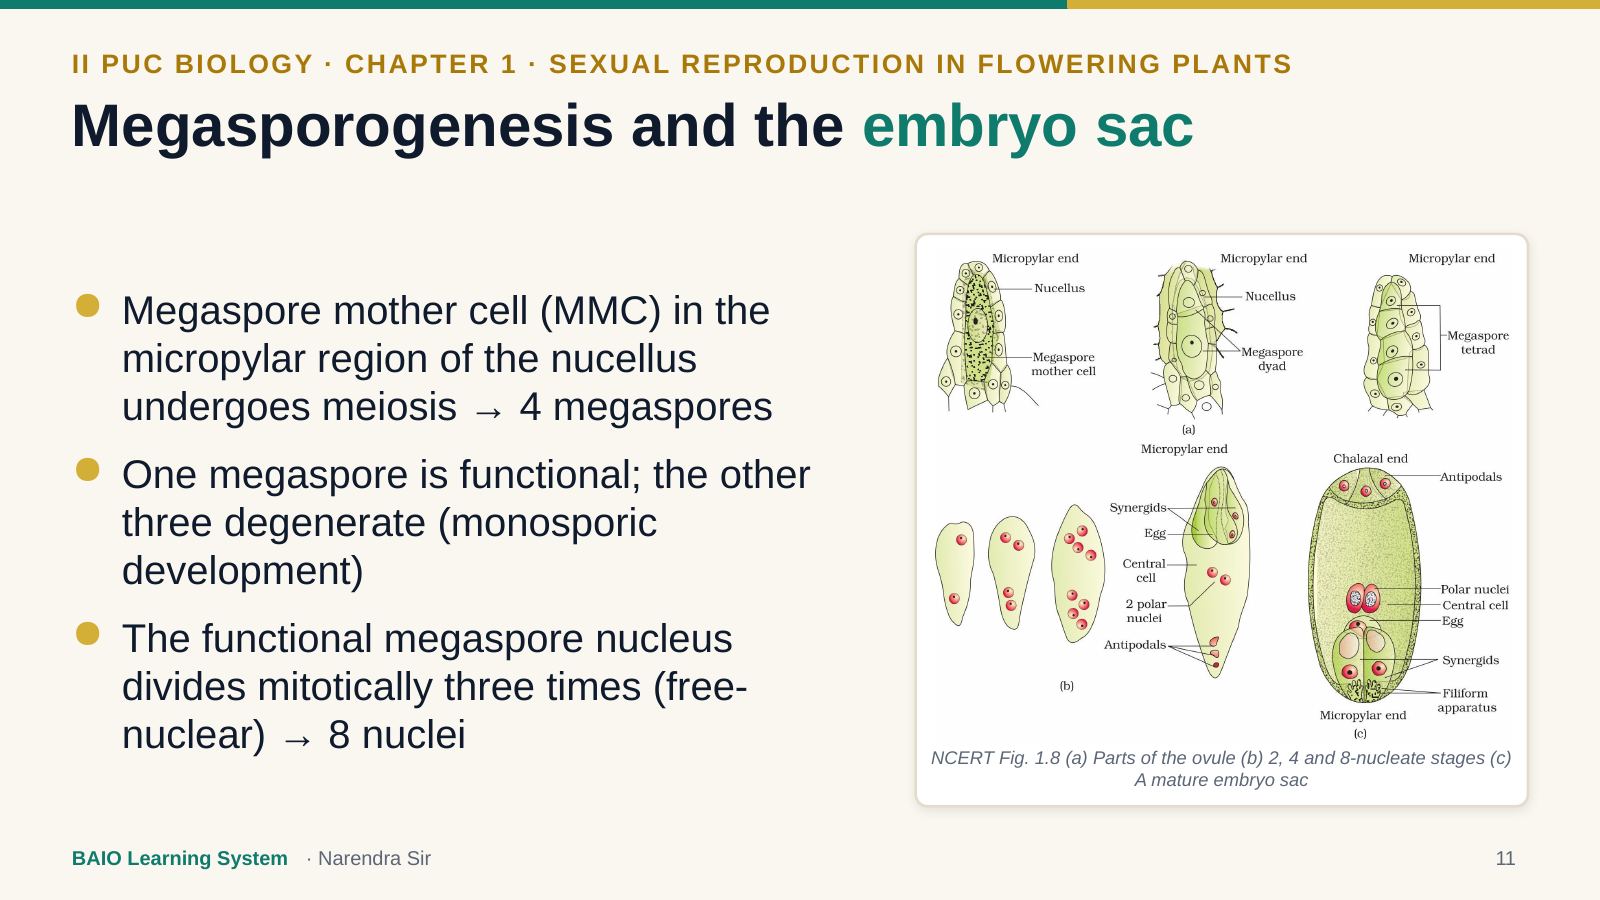 II PUC BIOLOGY · CHAPTER 1 · SEXUAL REPRODUCTION IN FLOWERING PLANTS
Megasporogenesis and the embryo sac
● Megaspore mother cell (MMC) in the
micropylar region of the nucellus
undergoes meiosis → 4 megaspores
● One megaspore is functional; the other
three degenerate (monosporic
development)
● The functional megaspore nucleus
divides mitotically three times (free-
nuclear) → 8 nuclei
Micropylar end
Nucellus
Megaspore
mother cell
Micropylar end
Nucellus
Megaspore
dyad
Micropylar end
Megaspore
tetrad
(a)
Micropylar end
Synergids
Egg
Central
cell
2 polar
nuclei
Antipodals
(b)
Chalazal end
Antipodals
Polar nuclei
Central cell
Egg
Synergids
Filiform
apparatus
Micropylar end
(c)
NCERT Fig. 1.8 (a) Parts of the ovule (b) 2, 4 and 8-nucleate stages (c)
A mature embryo sac
BAIO Learning System · Narendra Sir
11